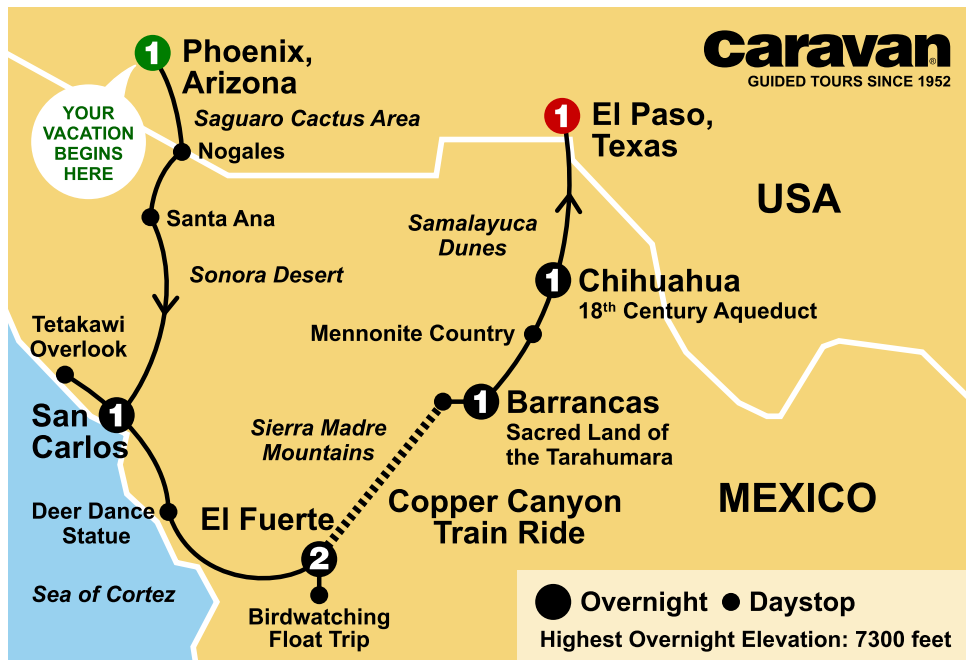 1
Phoenix,
Arizona
caravan®
GUIDED TOURS SINCE 1952
YOUR
VACATION
BEGINS
HERE
Saguaro Cactus Area
1
El Paso,
Texas
Nogales
USA
Santa Ana
Samalayuca
Dunes
Sonora Desert
1
Chihuahua
18th Century Aqueduct
Tetakawi
Overlook
Mennonite Country
San
Carlos
1
1
Barrancas
Sacred Land of
the Tarahumara
Sierra Madre
Mountains
Copper Canyon
Train Ride
MEXICO
Deer Dance
Statue
El Fuerte
2
Sea of Cortez
Birdwatching
Float Trip
Overnight
Daystop
Highest Overnight Elevation: 7300 feet